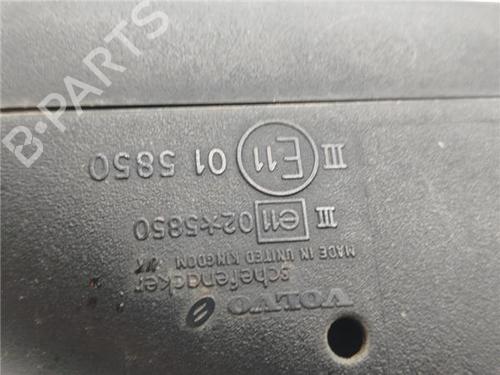 B-PARTS
III E11 01 5850
III e11 02*5850
MADE IN UNITED KINGDOM
schefenacker
VOLVO